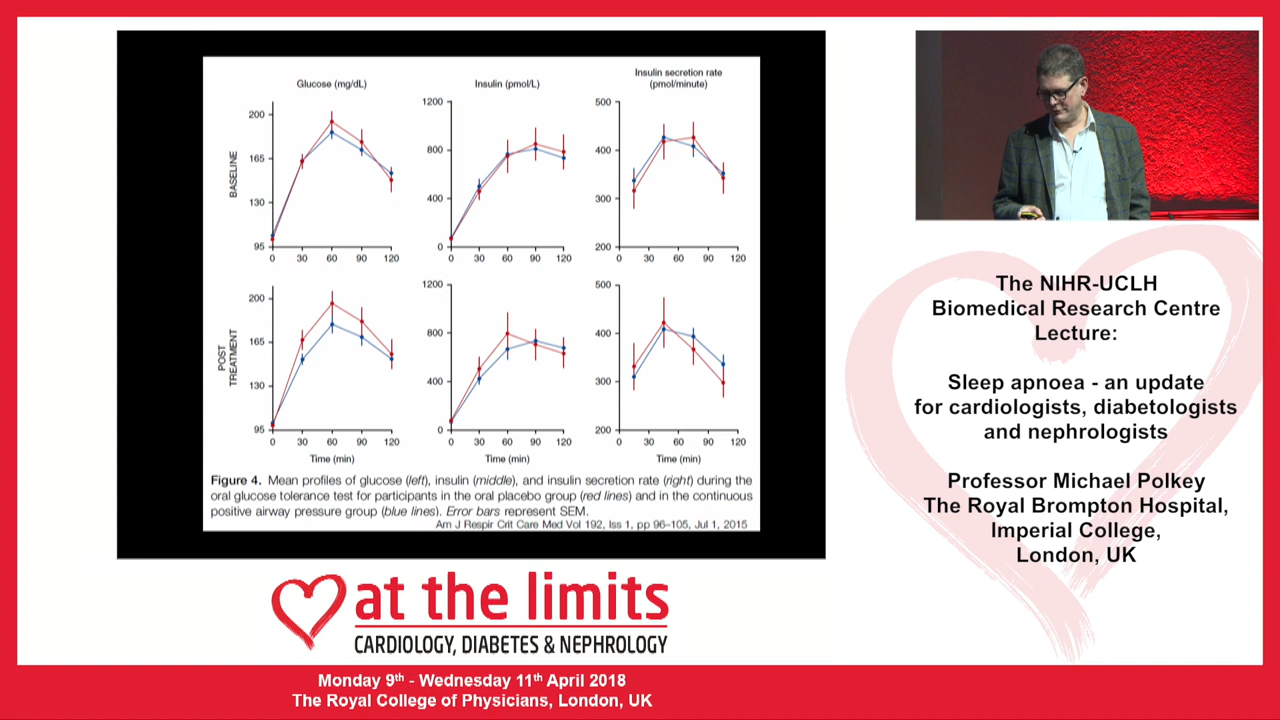 Glucose (mg/dL)
Insulin (pmol/L)
Insulin secretion rate
(pmol/minute)
BASELINE
200
165
130
95
0 30 60 90 120
1200
800
400
0
0 30 60 90 120
500
400
300
200
0 30 60 90 120
POST
TREATMENT
200
165
130
95
0 30 60 90 120
Time (min)
1200
800
400
0
0 30 60 90 120
Time (min)
500
400
300
200
0 30 60 90 120
Time (min)
Figure 4. Mean profiles of glucose (left), insulin (middle), and insulin secretion rate (right) during the
oral glucose tolerance test for participants in the oral placebo group (red lines) and in the continuous
positive airway pressure group (blue lines). Error bars represent SEM.
Am J Respir Crit Care Med Vol 192, Iss 1, pp 96–105, Jul 1, 2015
The NIHR-UCLH
Biomedical Research Centre
Lecture:
Sleep apnoea - an update
for cardiologists, diabetologists
and nephrologists
Professor Michael Polkey
The Royal Brompton Hospital,
Imperial College,
London, UK
at the limits
CARDIOLOGY, DIABETES & NEPHROLOGY
Monday 9th - Wednesday 11th April 2018
The Royal College of Physicians, London, UK